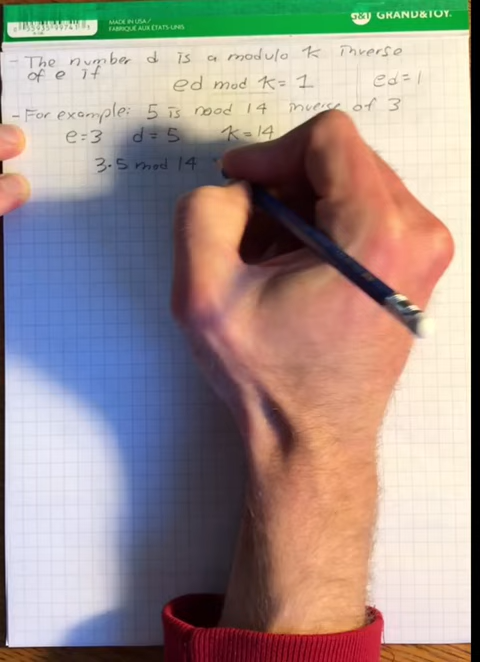 MADE IN USA /
FABRIQUE AUX ÉTATS-UNIS
G&T GRAND&TOY.
- The number d is a modulo k inverse
of e if
ed mod k = 1 ed = 1
- For example: 5 is mod 14 inverse of 3
e = 3 d = 5 k = 14
3·5 mod 14